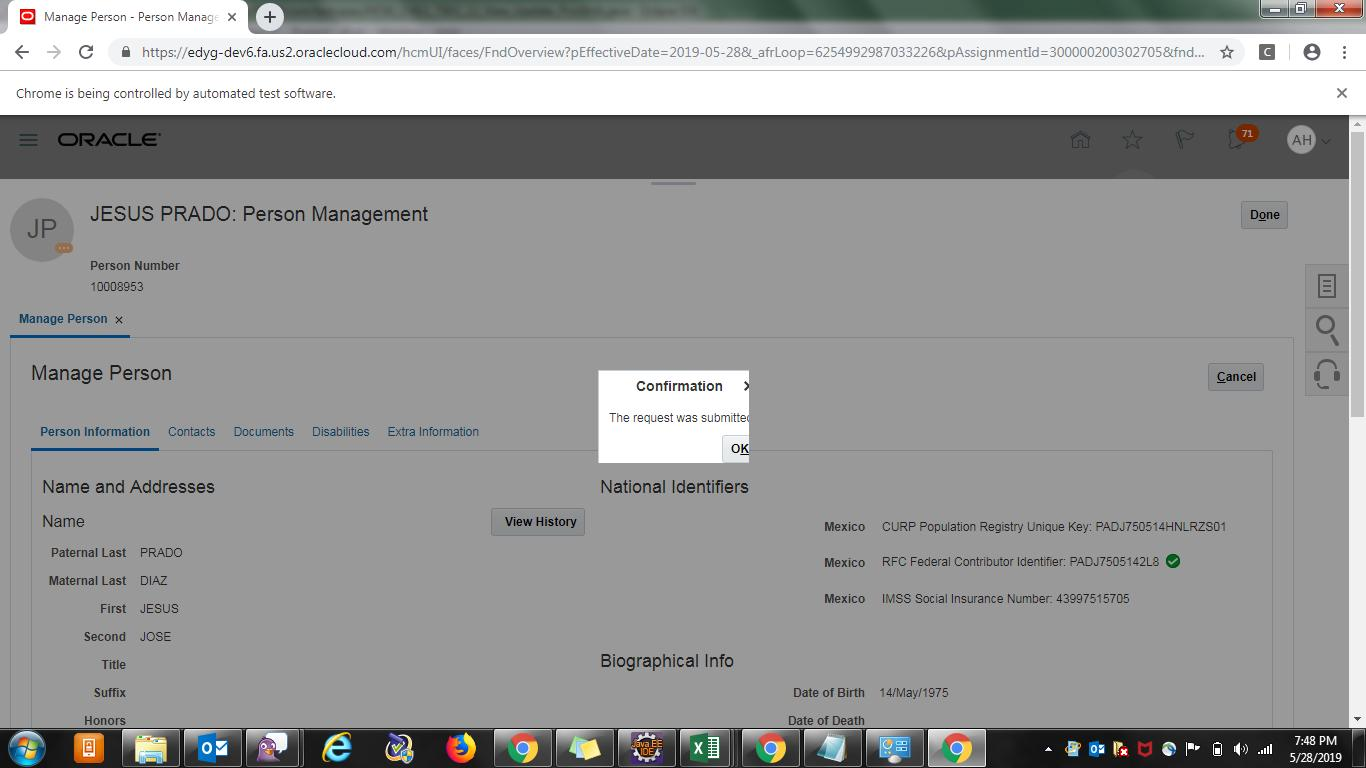 Manage Person - Person Manage
https://edyg-dev6.fa.us2.oraclecloud.com/hcmUI/faces/FndOverview?pEffectiveDate=2019-05-28&_afrLoop=6254992987033226&pAssignmentId=300000200302705&fnd...
C
Chrome is being controlled by automated test software.
ORACLE
71
AH
JP
JESUS PRADO: Person Management
Done
Person Number
10008953
Manage Person
Manage Person
Cancel
Confirmation
The request was submitted
OK
Person Information Contacts Documents Disabilities Extra Information
Name and Addresses
Name
View History
Paternal Last PRADO
Maternal Last DIAZ
First JESUS
Second JOSE
Title
Suffix
Honors
National Identifiers
Mexico CURP Population Registry Unique Key: PADJ750514HNLRZS01
Mexico RFC Federal Contributor Identifier: PADJ7505142L8
Mexico IMSS Social Insurance Number: 43997515705
Biographical Info
Date of Birth 14/May/1975
Date of Death
Java EE
IDE
7:48 PM
5/28/2019